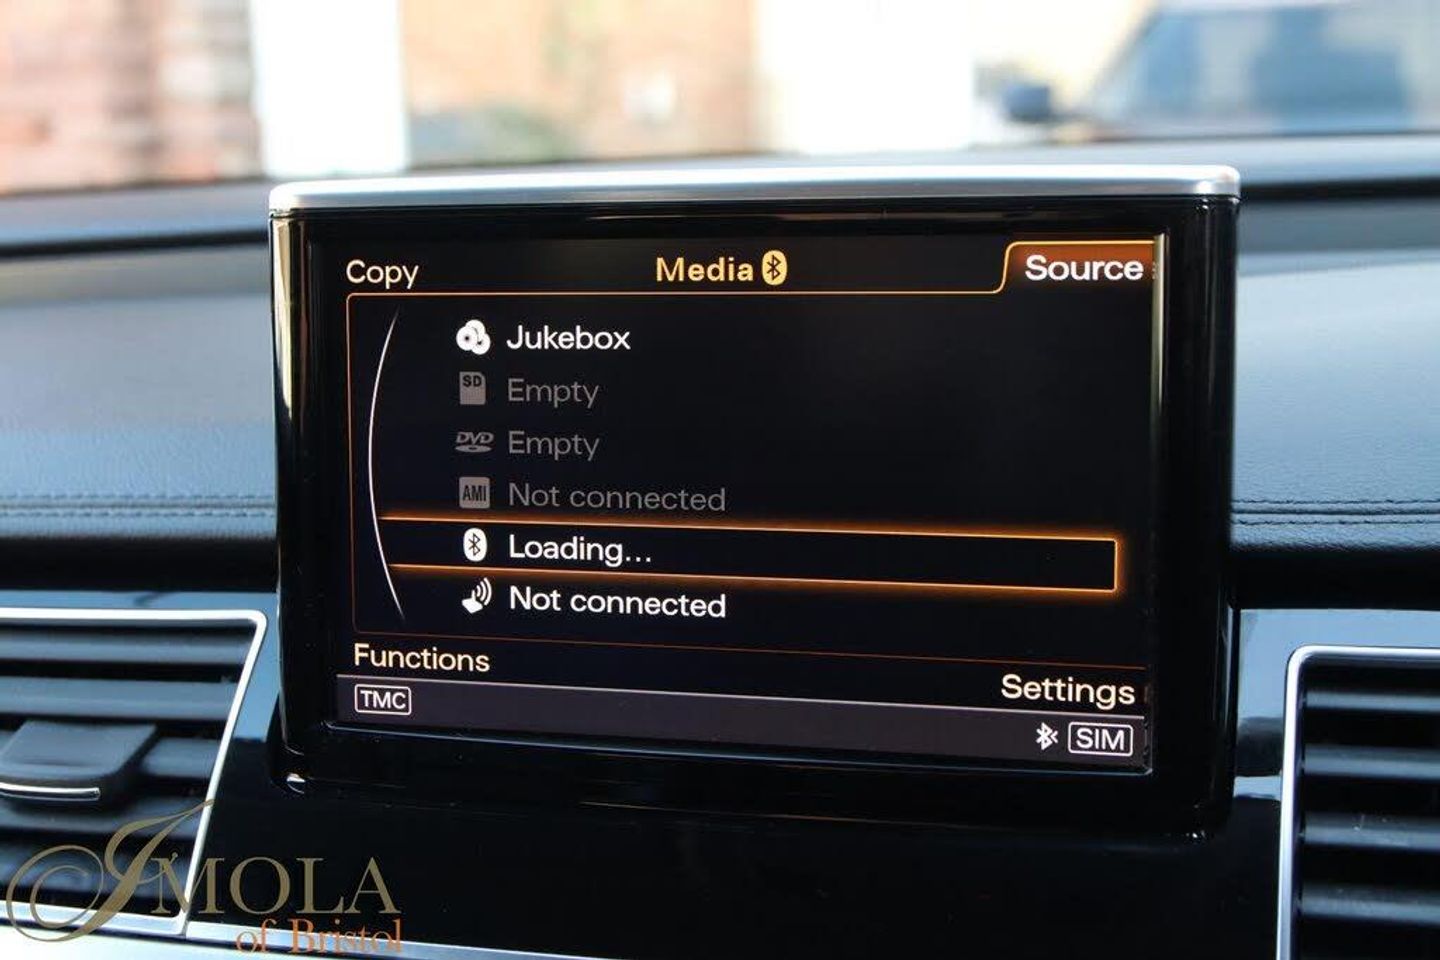 Copy
Media
Source
Jukebox
SD Empty
DVD Empty
AMI Not connected
Loading...
Not connected
Functions
Settings
TMC
SIM
IMOLA
of Bristol